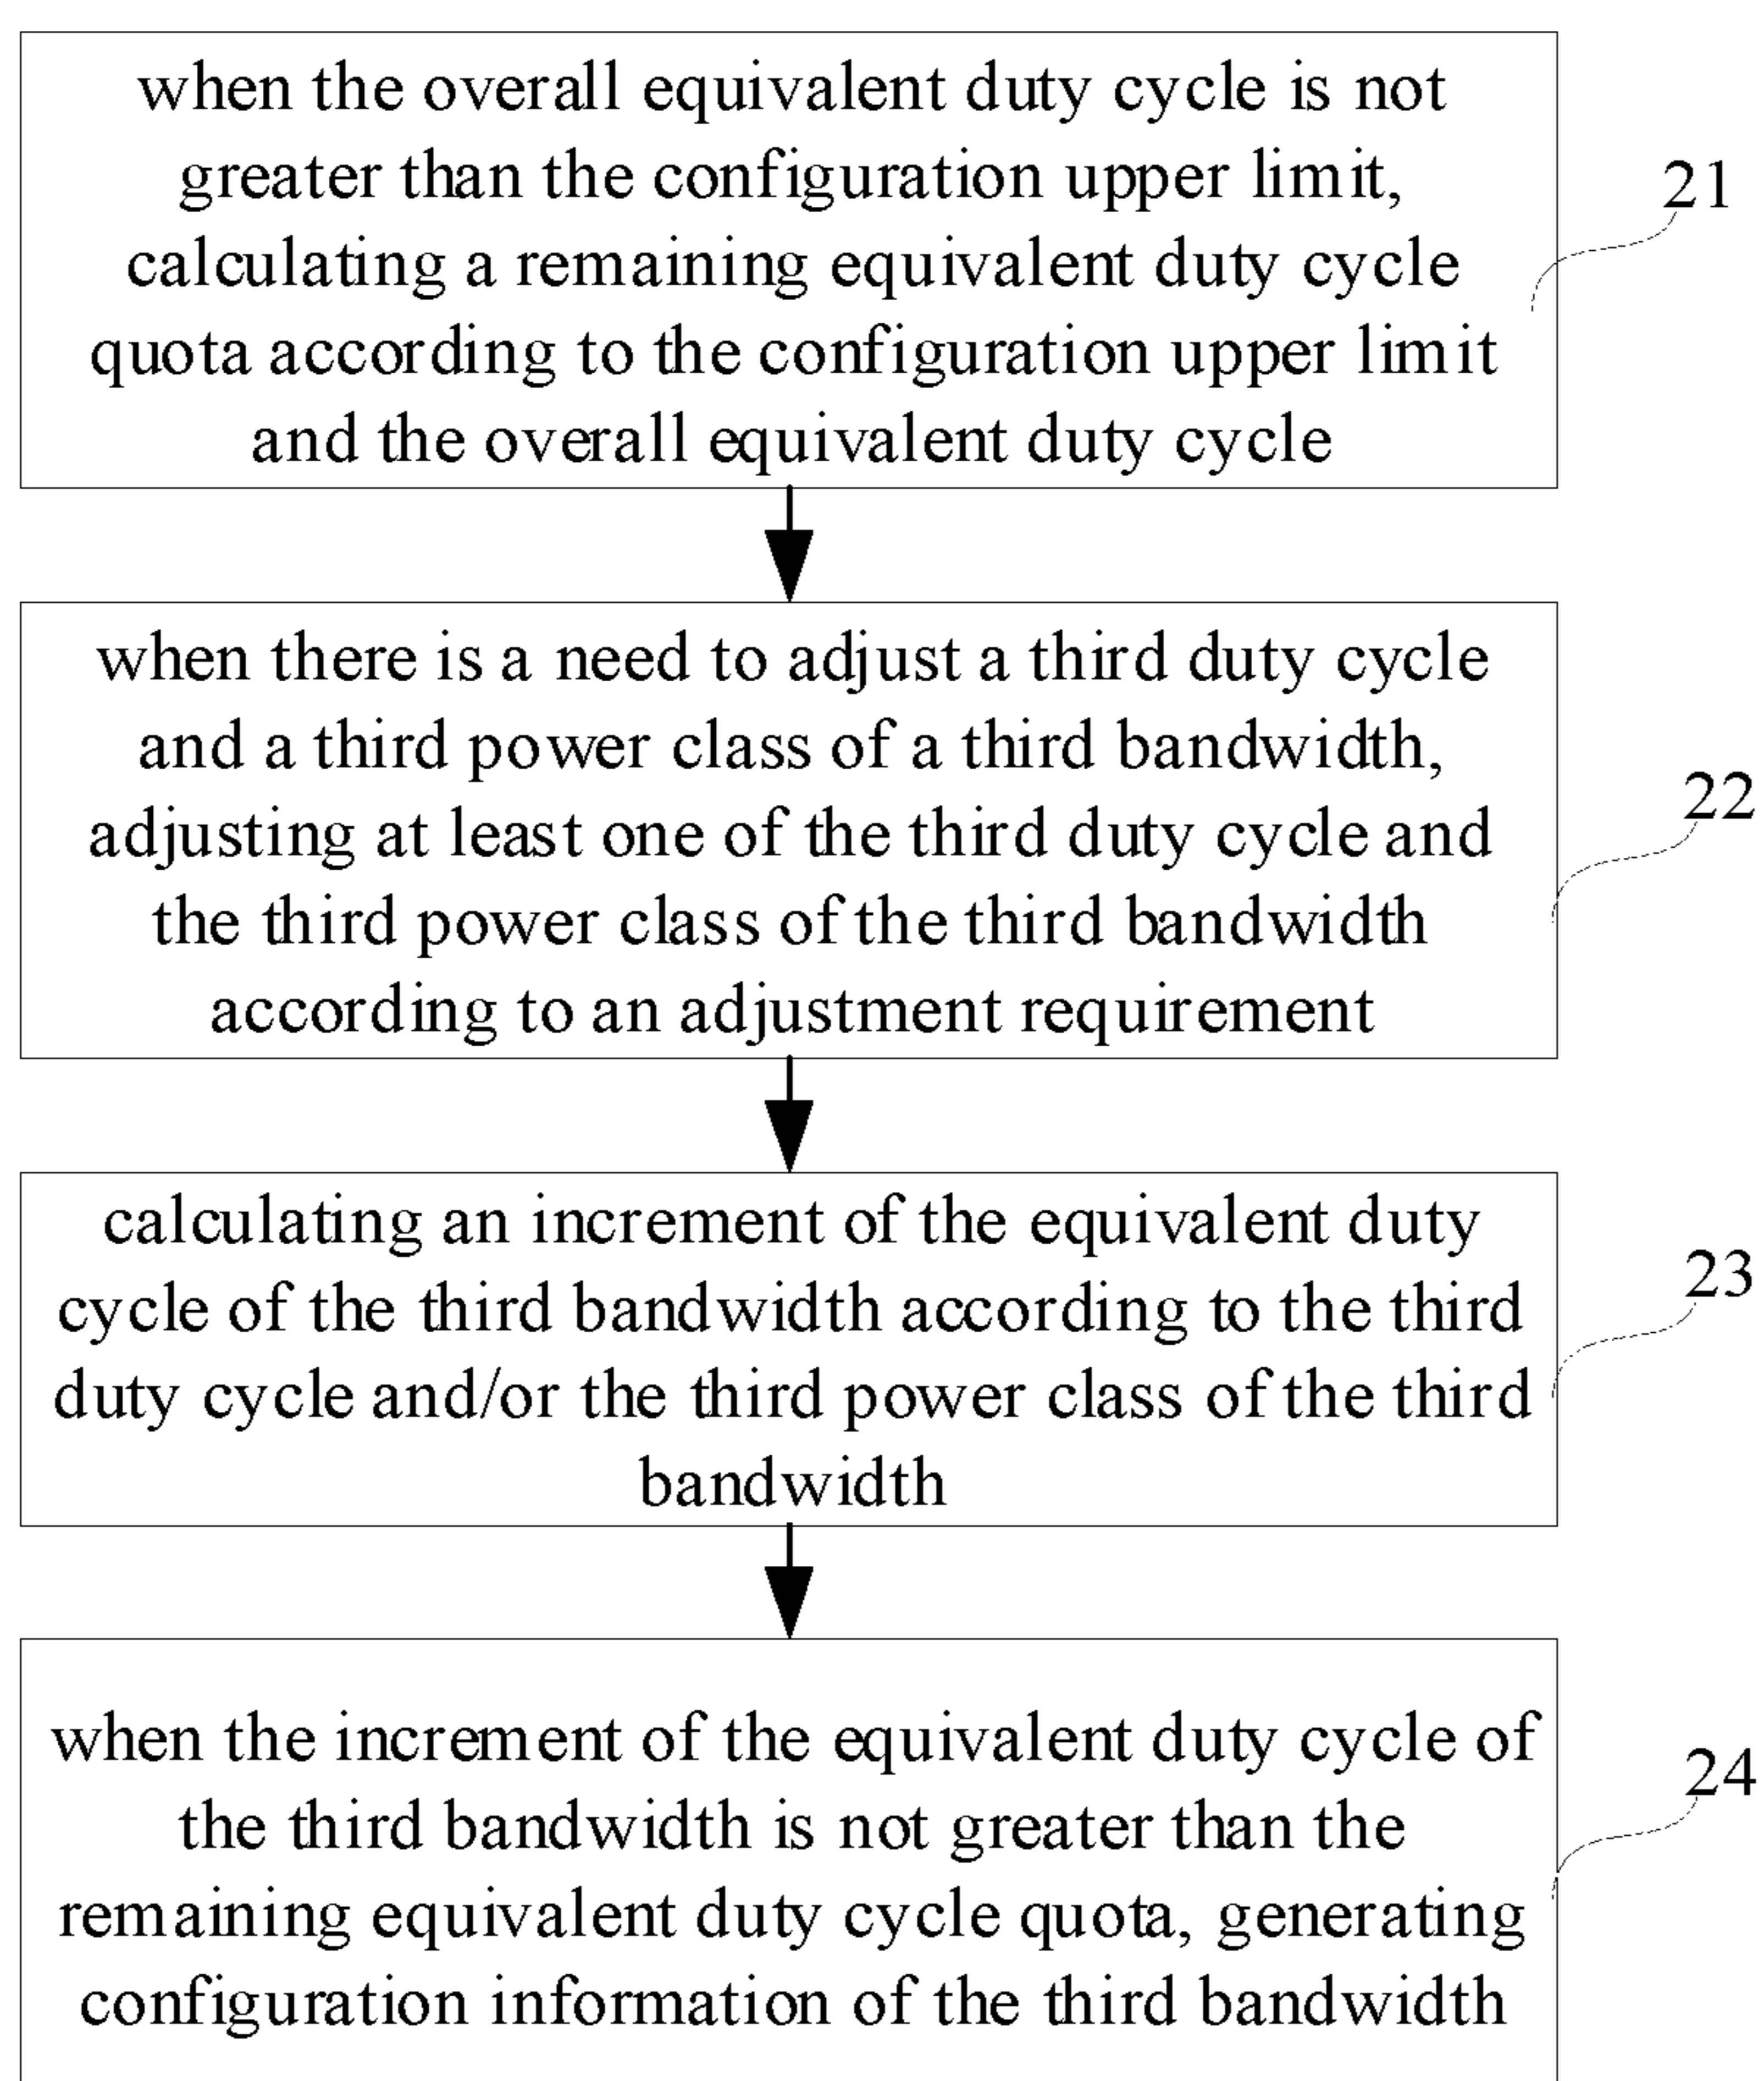 when the overall equivalent duty cycle is not
greater than the configuration upper limit,
calculating a remaining equivalent duty cycle
quota according to the configuration upper limit
and the overall equivalent duty cycle
21
when there is a need to adjust a third duty cycle
and a third power class of a third bandwidth,
adjusting at least one of the third duty cycle and
the third power class of the third bandwidth
according to an adjustment requirement
22
calculating an increment of the equivalent duty
cycle of the third bandwidth according to the third
duty cycle and/or the third power class of the third
bandwidth
23
when the increment of the equivalent duty cycle of
the third bandwidth is not greater than the
remaining equivalent duty cycle quota, generating
configuration information of the third bandwidth
24